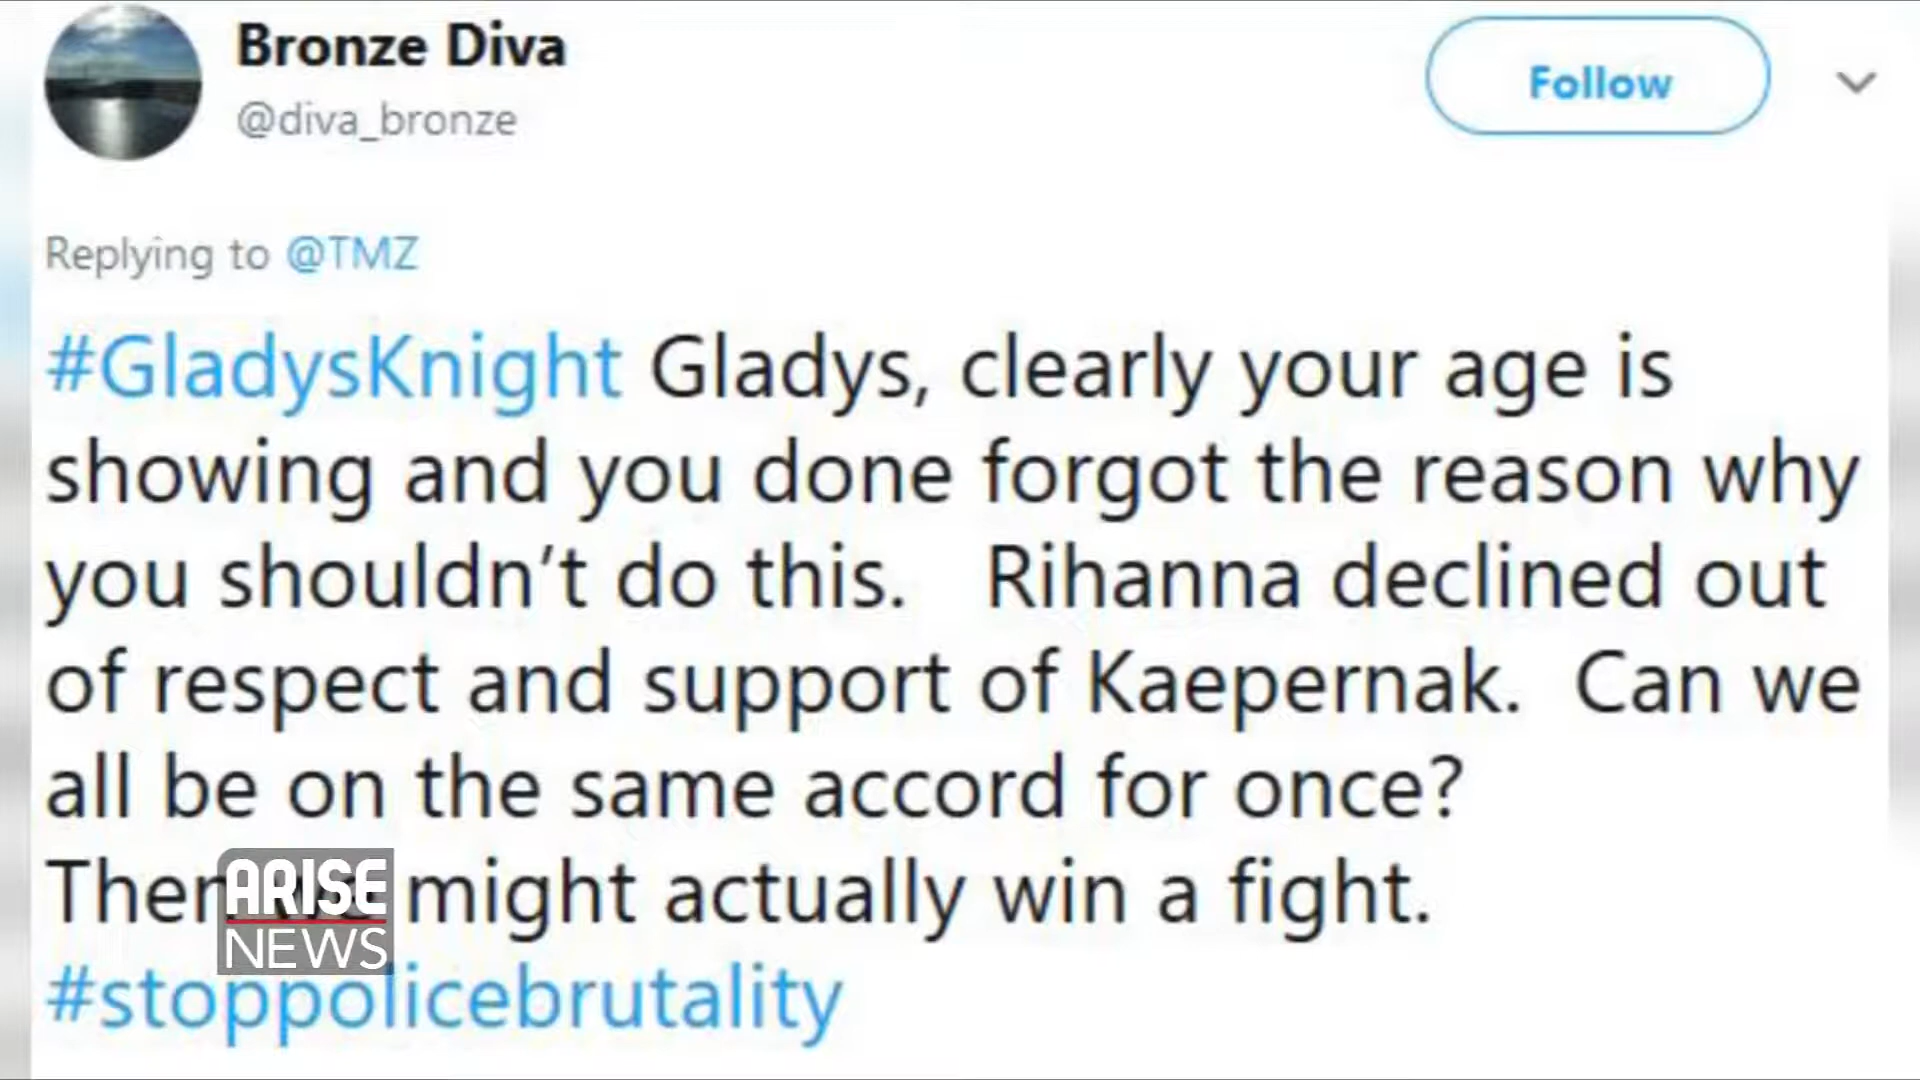 Bronze Diva
@diva_bronze
Follow
Replying to @TMZ
#GladysKnight Gladys, clearly your age is
showing and you done forgot the reason why
you shouldn't do this. Rihanna declined out
of respect and support of Kaepernak. Can we
all be on the same accord for once?
Then we might actually win a fight.
#stoppolicebrutality
ARISE
NEWS